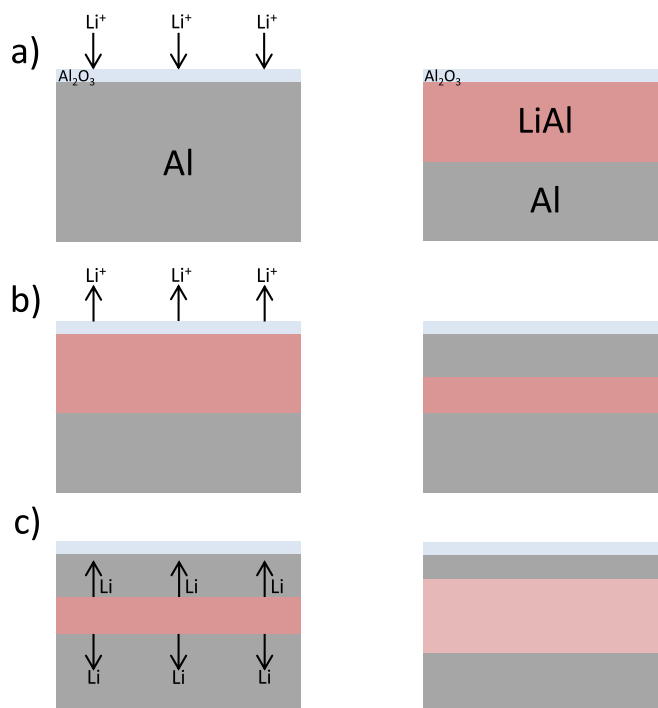 Li⁺ Li⁺ Li⁺
a)
Al₂O₃ Al₂O₃
LiAl
Al
Al
Li⁺ Li⁺ Li⁺
b)
c)
Li Li Li
Li Li Li